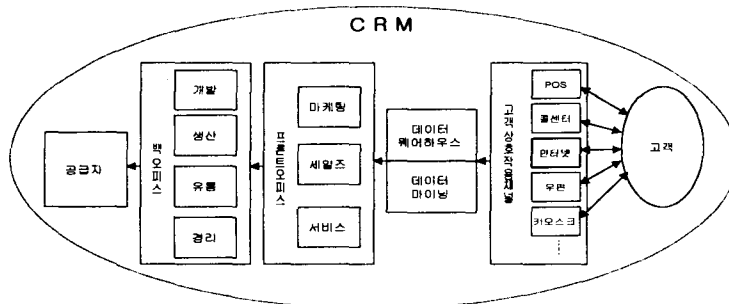 CRM
공급자
백오피스
개발
생산
유통
경리
프론트오피스
마케팅
세일즈
서비스
데이터
웨어하우스
데이터
마이닝
고객상호작용채널
POS
콜센터
인터넷
우편
키오스크
고객